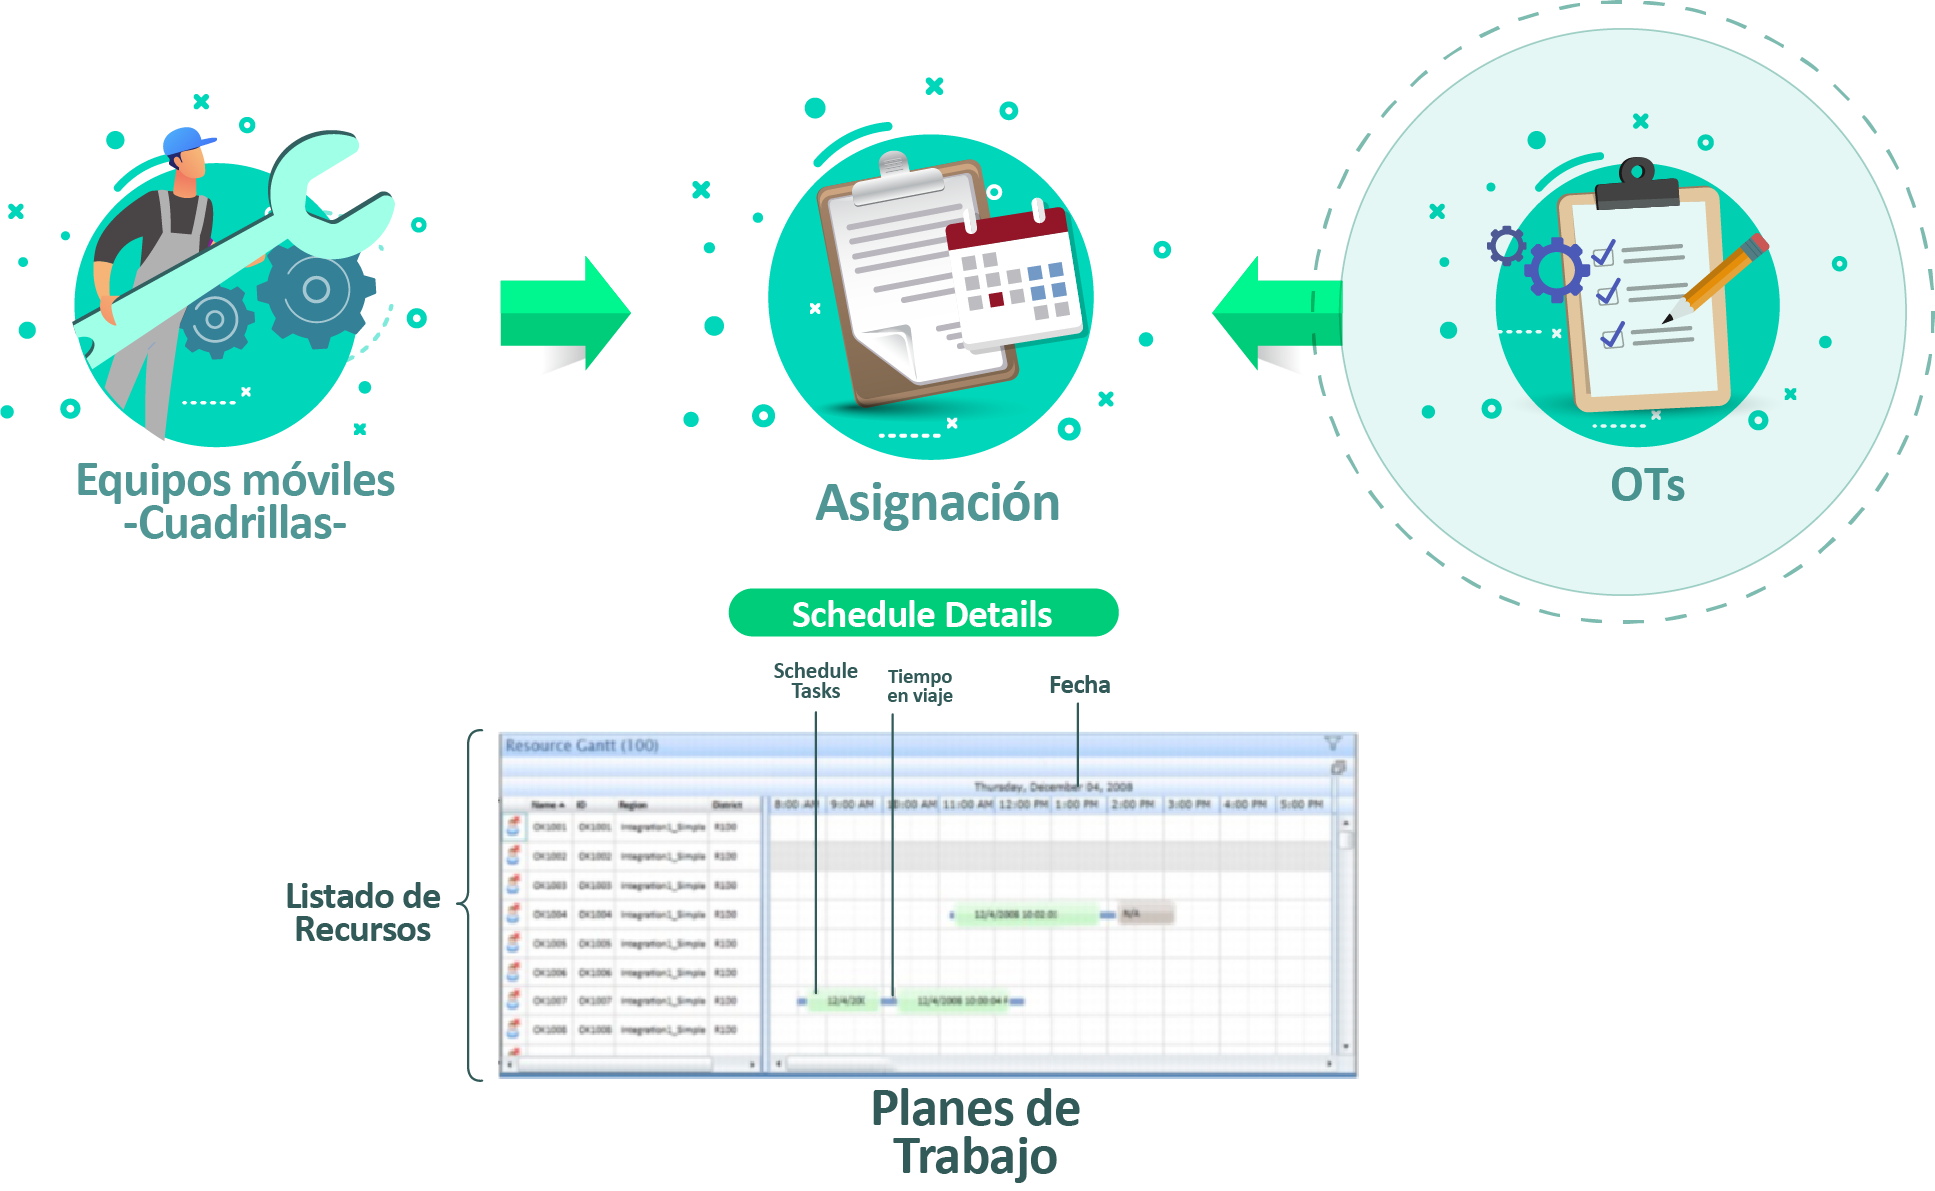 Equipos móviles
-Cuadrillas-
Asignación
OTs
Schedule Details
Schedule
Tasks
Tiempo
en viaje
Fecha
Listado de
Recursos
Resource Gantt (100)
Thursday, December 04, 2008
Name ID Region District 8:00 AM 9:00 AM 10:00 AM 11:00 AM 12:00 PM 1:00 PM 2:00 PM 3:00 PM 4:00 PM 5:00 PM
OK1001 OK1001 Integration1_Simple R100
OK1002 OK1002 Integration1_Simple R100
OK1003 OK1003 Integration1_Simple R100
OK1004 OK1004 Integration1_Simple R100 12/4/2008 10:02:0 N/A
OK1005 OK1005 Integration1_Simple R100
OK1006 OK1006 Integration1_Simple R100
OK1007 OK1007 Integration1_Simple R100 12/4/200 12/4/2008 10:00:04
OK1008 OK1008 Integration1_Simple R100
Planes de
Trabajo